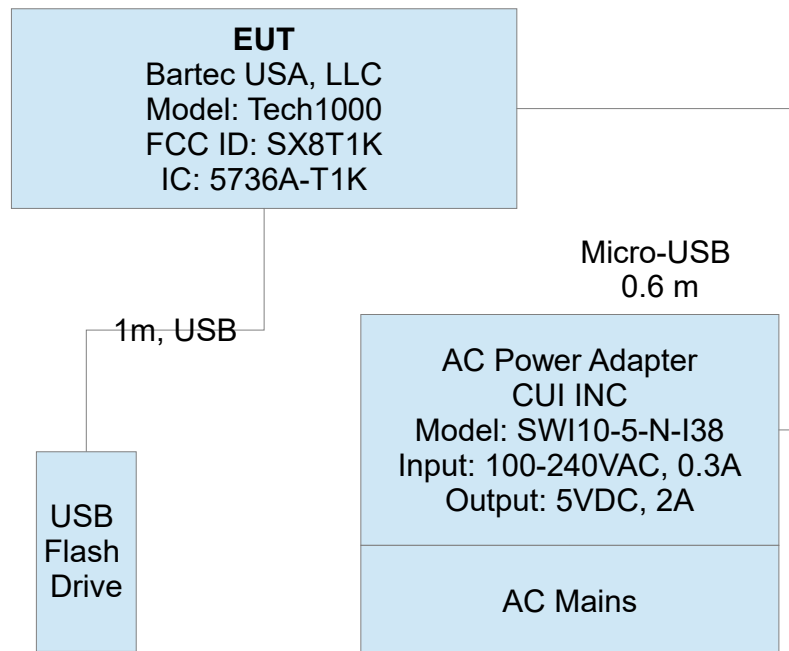 EUT
Bartec USA, LLC
Model: Tech1000
FCC ID: SX8T1K
IC: 5736A-T1K
Micro-USB
0.6 m
1m, USB
AC Power Adapter
CUI INC
Model: SWI10-5-N-I38
Input: 100-240VAC, 0.3A
Output: 5VDC, 2A
USB
Flash
Drive
AC Mains